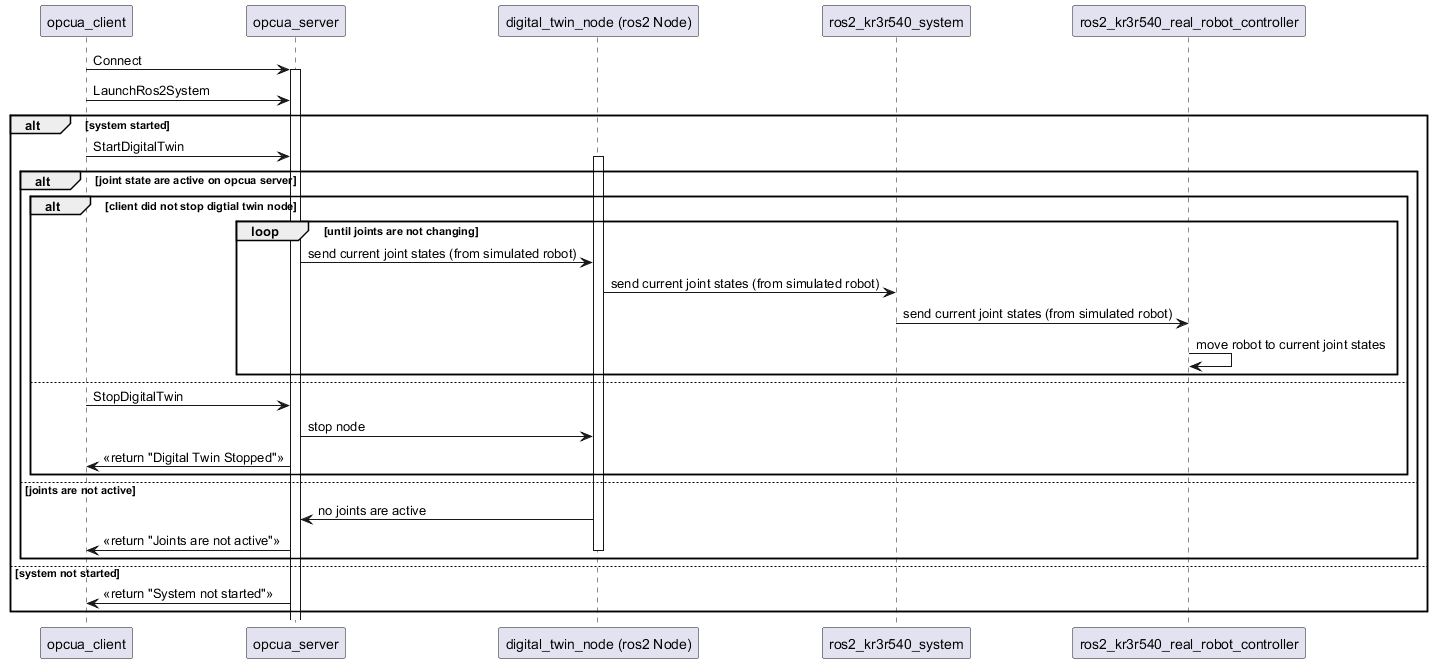 opcua_client opcua_server digital_twin_node (ros2 Node) ros2_kr3r540_system ros2_kr3r540_real_robot_controller
Connect
LaunchRos2System
alt [system started]
StartDigitalTwin
alt [joint state are active on opcua server]
alt [client did not stop digtial twin node]
loop [until joints are not changing]
send current joint states (from simulated robot)
send current joint states (from simulated robot)
send current joint states (from simulated robot)
move robot to current joint states
StopDigitalTwin
stop node
«return "Digital Twin Stopped"»
[joints are not active]
no joints are active
«return "Joints are not active"»
[system not started]
«return "System not started"»
opcua_client opcua_server digital_twin_node (ros2 Node) ros2_kr3r540_system ros2_kr3r540_real_robot_controller